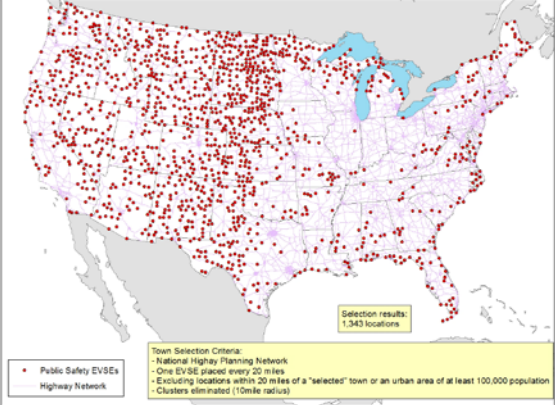 Selection results:
1,343 locations
Town Selection Criteria:
- National Highay Planning Network
- One EVSE placed every 20 miles
- Excluding locations within 20 miles of a "selected" town or an urban area of at least 100,000 population
- Clusters eliminated (10mile radius)
Public Safety EVSEs
Highway Network